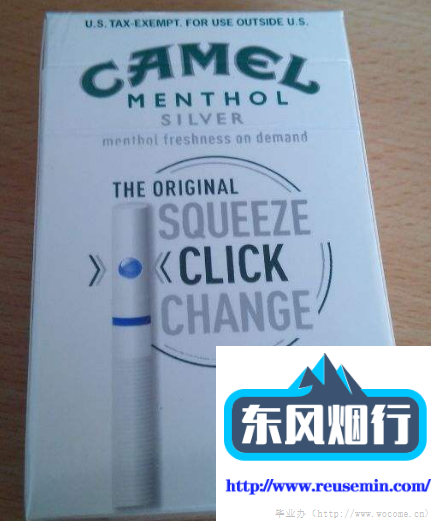 U.S. TAX-EXEMPT. FOR USE OUTSIDE U.S.
CAMEL
MENTHOL
SILVER
menthol freshness on demand
THE ORIGINAL
SQUEEZE
CLICK
CHANGE
东风烟行
http://www.reusemin.com/
毕业办 (http://www.wocome.cn)